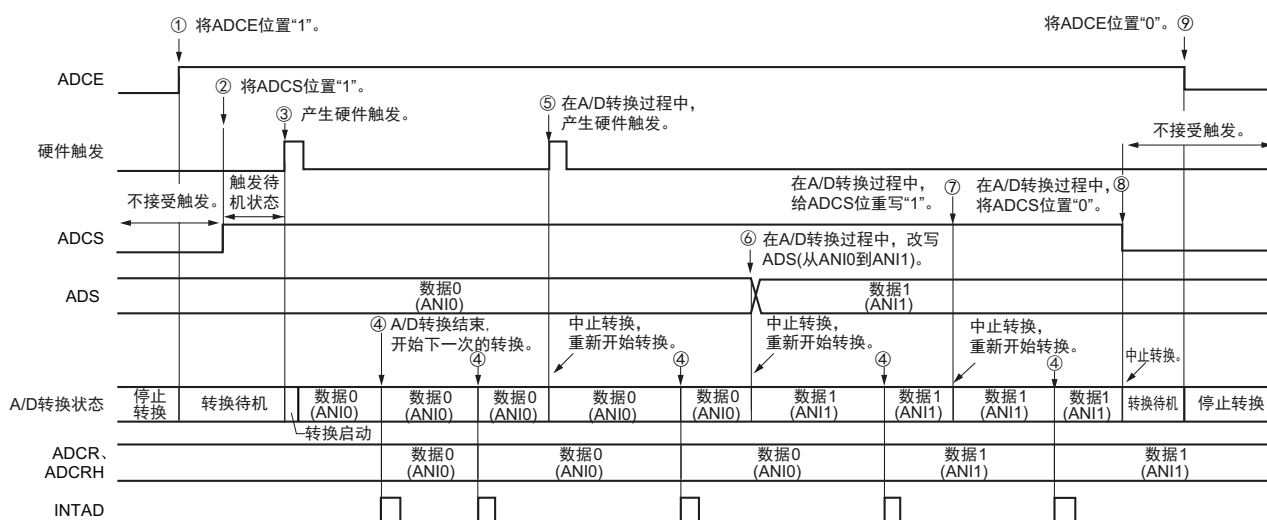 ① 将ADCE位置“1”。
将ADCE位置“0”。⑨
ADCE
② 将ADCS位置“1”。
③ 产生硬件触发。
⑤ 在A/D转换过程中，
产生硬件触发。
硬件触发
不接受触发。
不接受触发。
触发待
机状态
在A/D转换过程中，
给ADCS位重写“1”。
⑦
在A/D转换过程中，
将ADCS位置“0”。
⑧
ADCS
⑥ 在A/D转换过程中，改写
ADS(从ANI0到ANI1)。
ADS
数据0
(ANI0)
数据1
(ANI1)
④ A/D转换结束，
开始下一次的转换。
④
中止转换，
重新开始转换。
④
中止转换，
重新开始转换。
④
中止转换，
重新开始转换。
④
中止转换。
A/D转换状态
停止
转换
转换待机
数据0
(ANI0)
数据0
(ANI0)
数据0
(ANI0)
数据0
(ANI0)
数据0
(ANI0)
数据1
(ANI1)
数据1
(ANI1)
数据1
(ANI1)
数据1
(ANI1)
转换待机
停止转换
转换启动
ADCR、
ADCRH
数据0
(ANI0)
数据0
(ANI0)
数据0
(ANI0)
数据1
(ANI1)
数据1
(ANI1)
INTAD